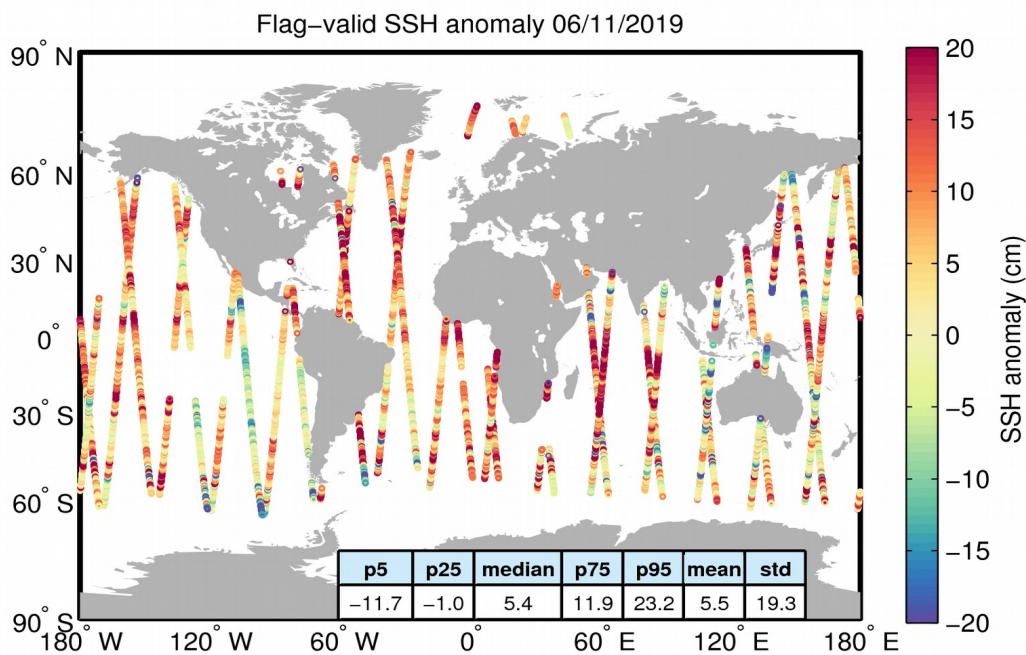 Flag−valid SSH anomaly 06/11/2019
90° N
60° N
30° N
0°
30° S
60° S
90° S
180° W
120° W
60° W
0°
60° E
120° E
180° E
p5 p25 median p75 p95 mean std
−11.7 −1.0 5.4 11.9 23.2 5.5 19.3
20
15
10
5
0
−5
−10
−15
−20
SSH anomaly (cm)